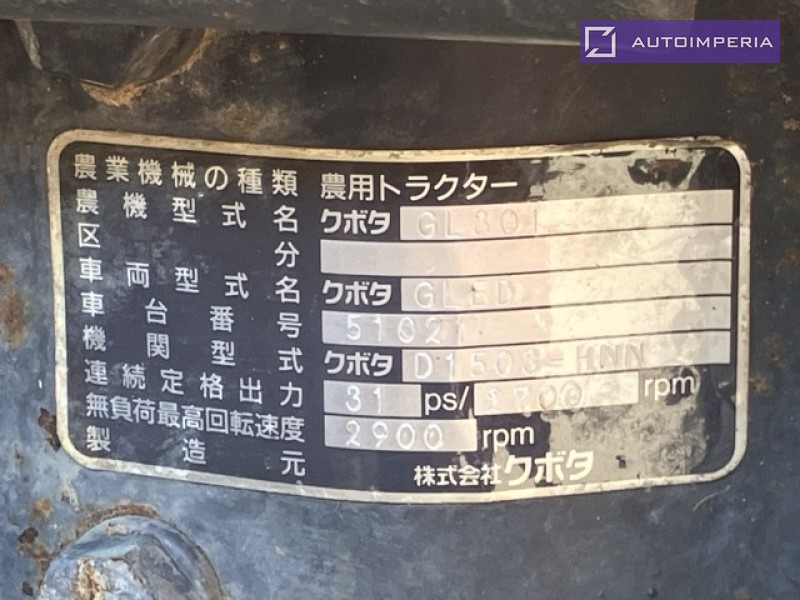 AUTOIMPERIA
農業機械の種類 農用トラクター
農機型式名 クボタ GL301
区分
車両型式名 クボタ GLED
車台番号 51021
機関型式 クボタ D1503-HNN
連続定格出力 31 ps/ 2700 rpm
無負荷最高回転速度 2900 rpm
製造元 株式会社クボタ